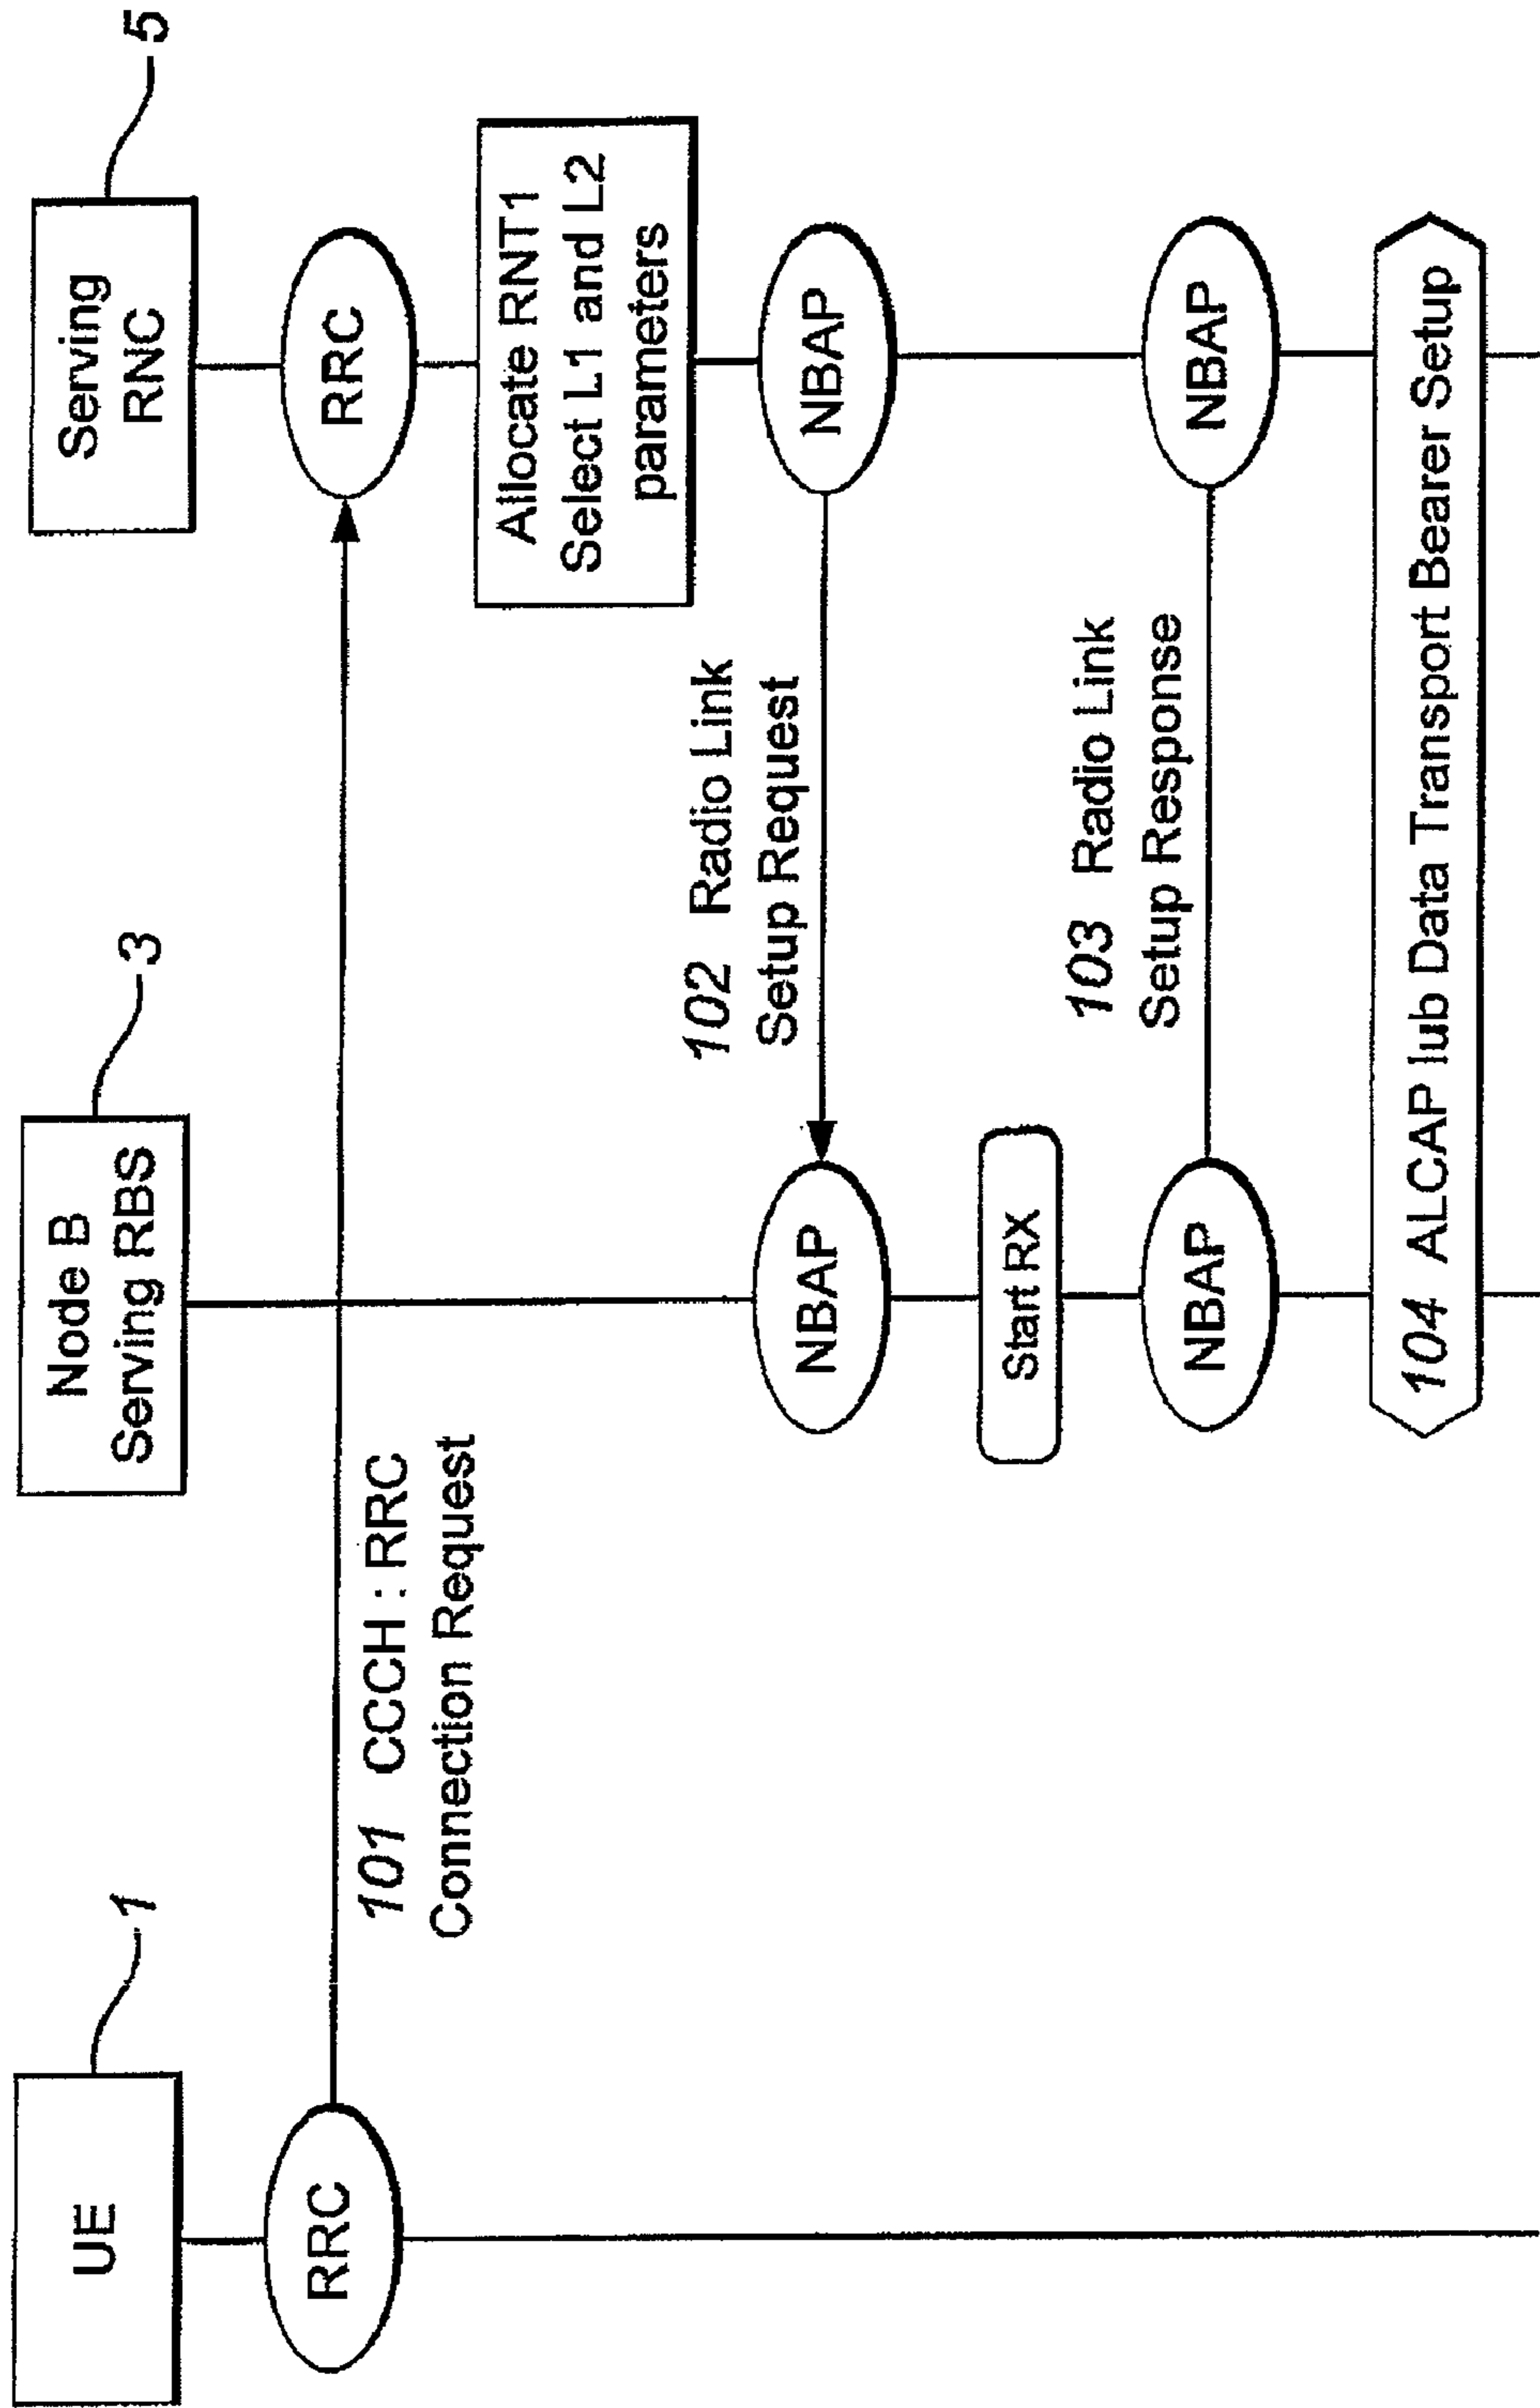 UE
1
Node B
Serving RBS
3
Serving
RNC
5
RRC
RRC
101 CCCH : RRC
Connection Request
Allocate RNT1
Select L1 and L2
parameters
102 Radio Link
Setup Request
NBAP
NBAP
Start RX
103 Radio Link
Setup Response
NBAP
NBAP
104 ALCAP Iub Data Transport Bearer Setup